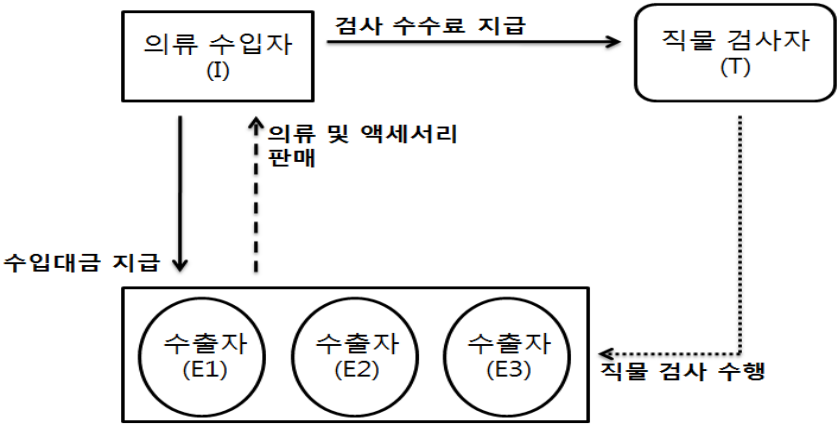 의류 수입자
(I)
검사 수수료 지급
직물 검사자
(T)
의류 및 액세서리
판매
수입대금 지급
수출자
(E1)
수출자
(E2)
수출자
(E3)
직물 검사 수행